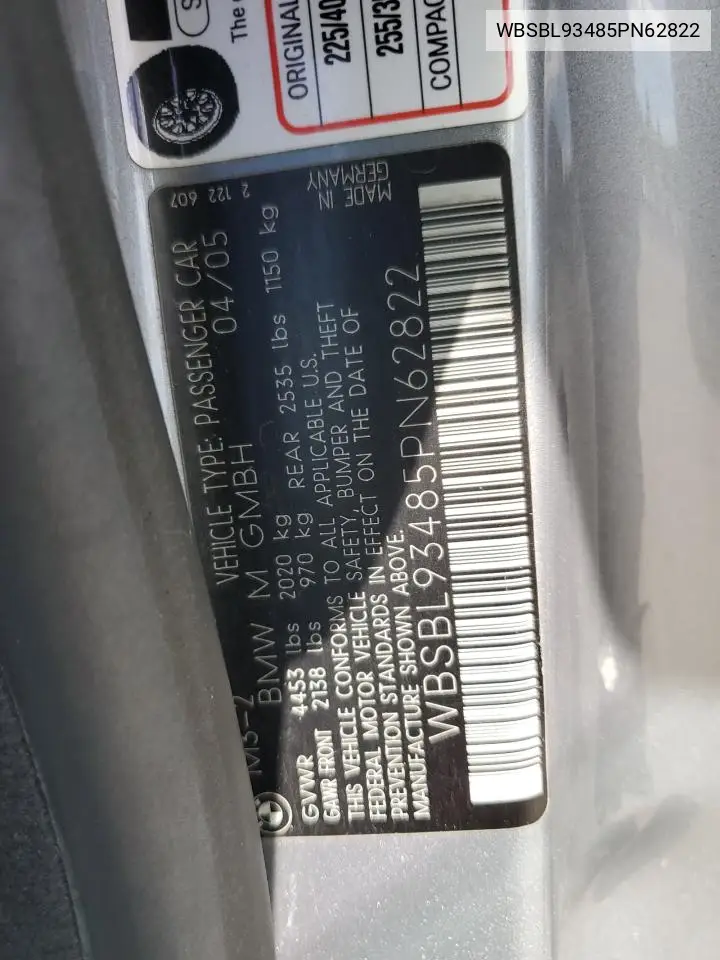 WBSBL93485PN62822
S
The
ORIGINAL
225/40
255/3
COMPAC
2 122 607
VEHICLE TYPE: PASSENGER CAR
M3-2 04/05
BMW M GMBH
MADE IN
GERMANY
GVWR 4453 lbs 2020 kg
GAWR FRONT 2138 lbs 970 kg REAR 2535 lbs 1150 kg
THIS VEHICLE CONFORMS TO ALL APPLICABLE U.S.
FEDERAL MOTOR VEHICLE SAFETY, BUMPER AND THEFT
PREVENTION STANDARDS IN EFFECT ON THE DATE OF
MANUFACTURE SHOWN ABOVE.
WBSBL93485PN62822